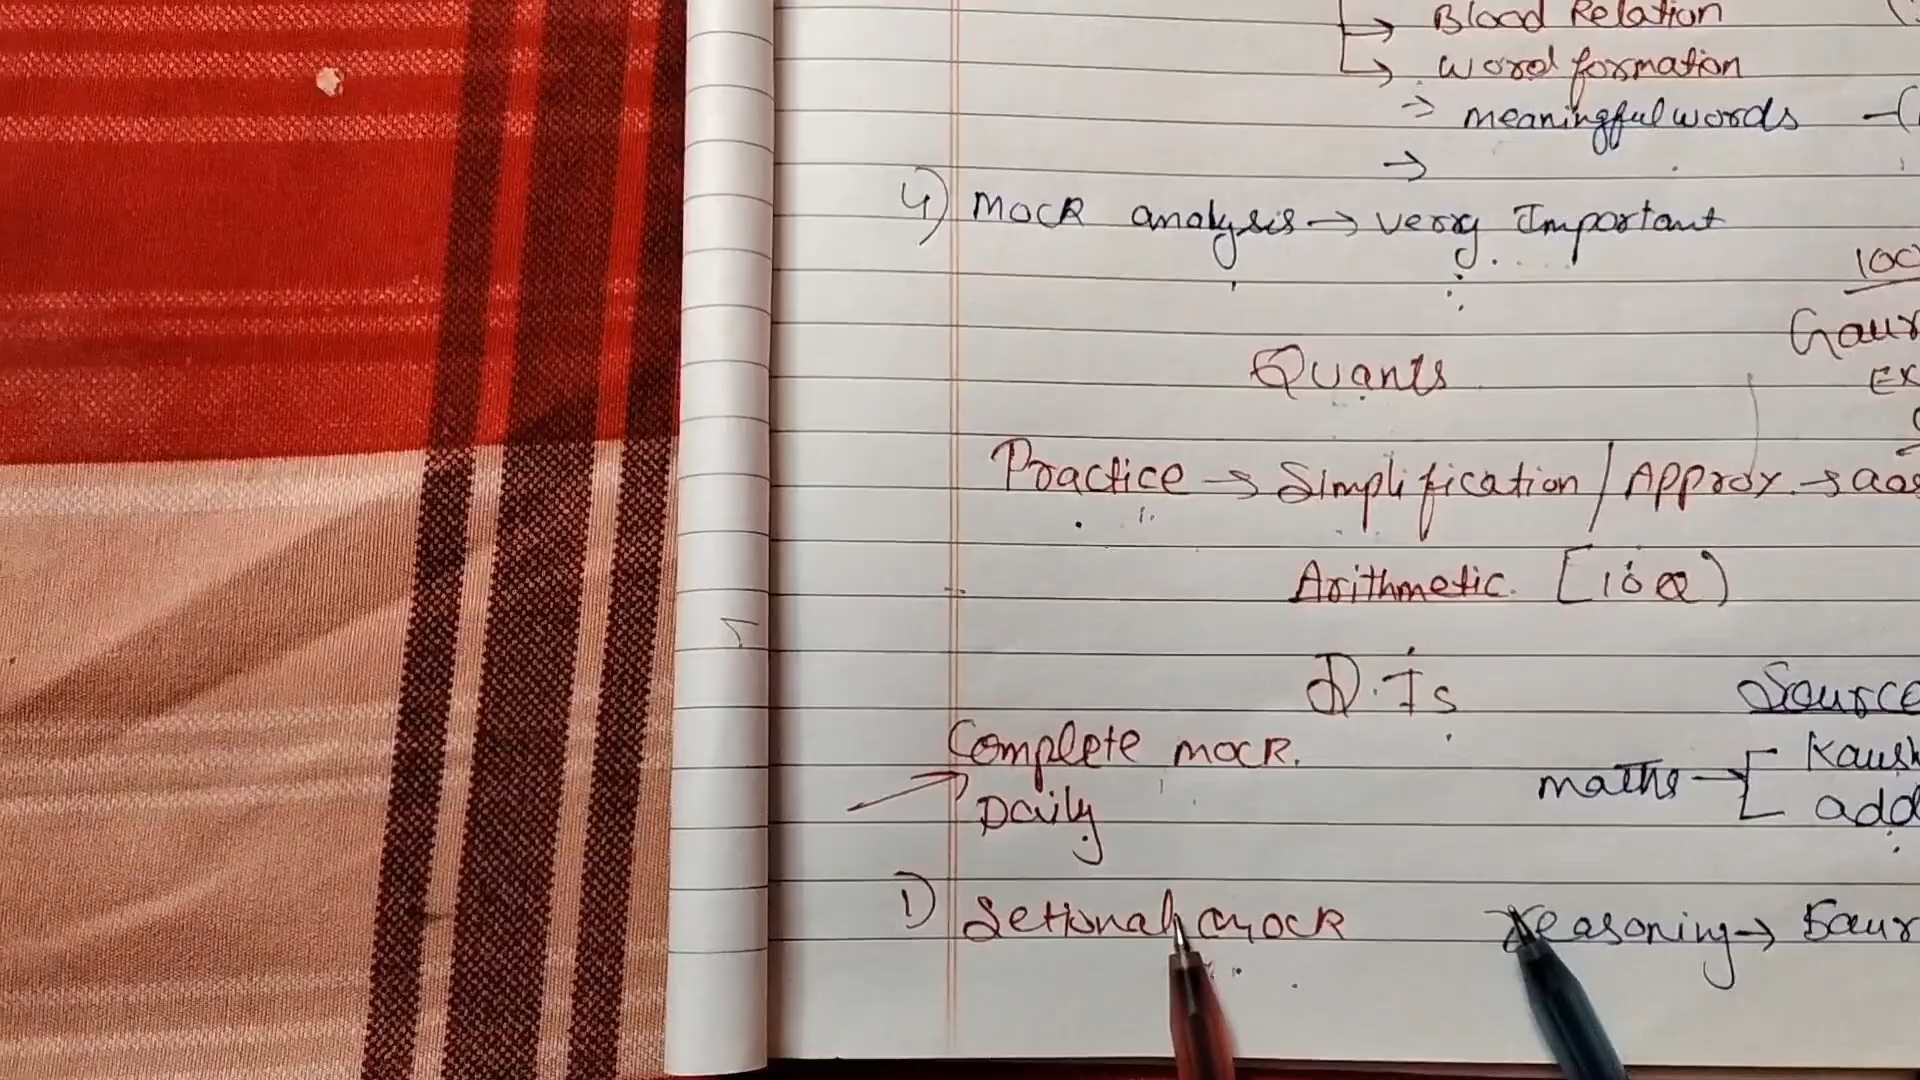 → Blood Relation
→ word formation
→ meaningful words
→
4) Mock analysis → very Important
Quants
Practice → Simplification / Approx. →
Arithmetic. [10Q)
D.Is
Source
Complete mock.
Daily
maths →
add
1) Setional mock
Reasoning →